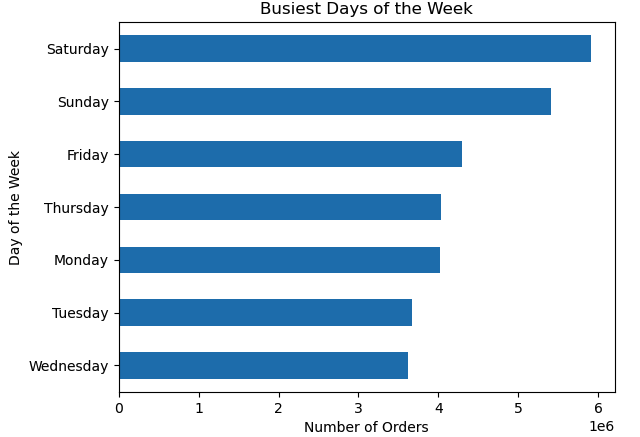 Busiest Days of the Week
Saturday
Sunday
Friday
Thursday
Monday
Tuesday
Wednesday
Day of the Week
0 1 2 3 4 5 6
1e6
Number of Orders